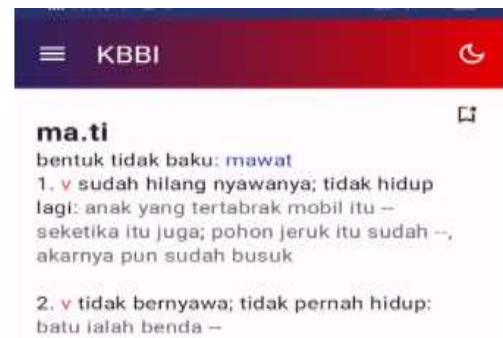 KBBI
ma.ti
bentuk tidak baku: mawat
1. v sudah hilang nyawanya; tidak hidup
lagi: anak yang tertabrak mobil itu --
seketika itu juga; pohon jeruk itu sudah --,
akarnya pun sudah busuk
2. v tidak bernyawa; tidak pernah hidup:
batu ialah benda --